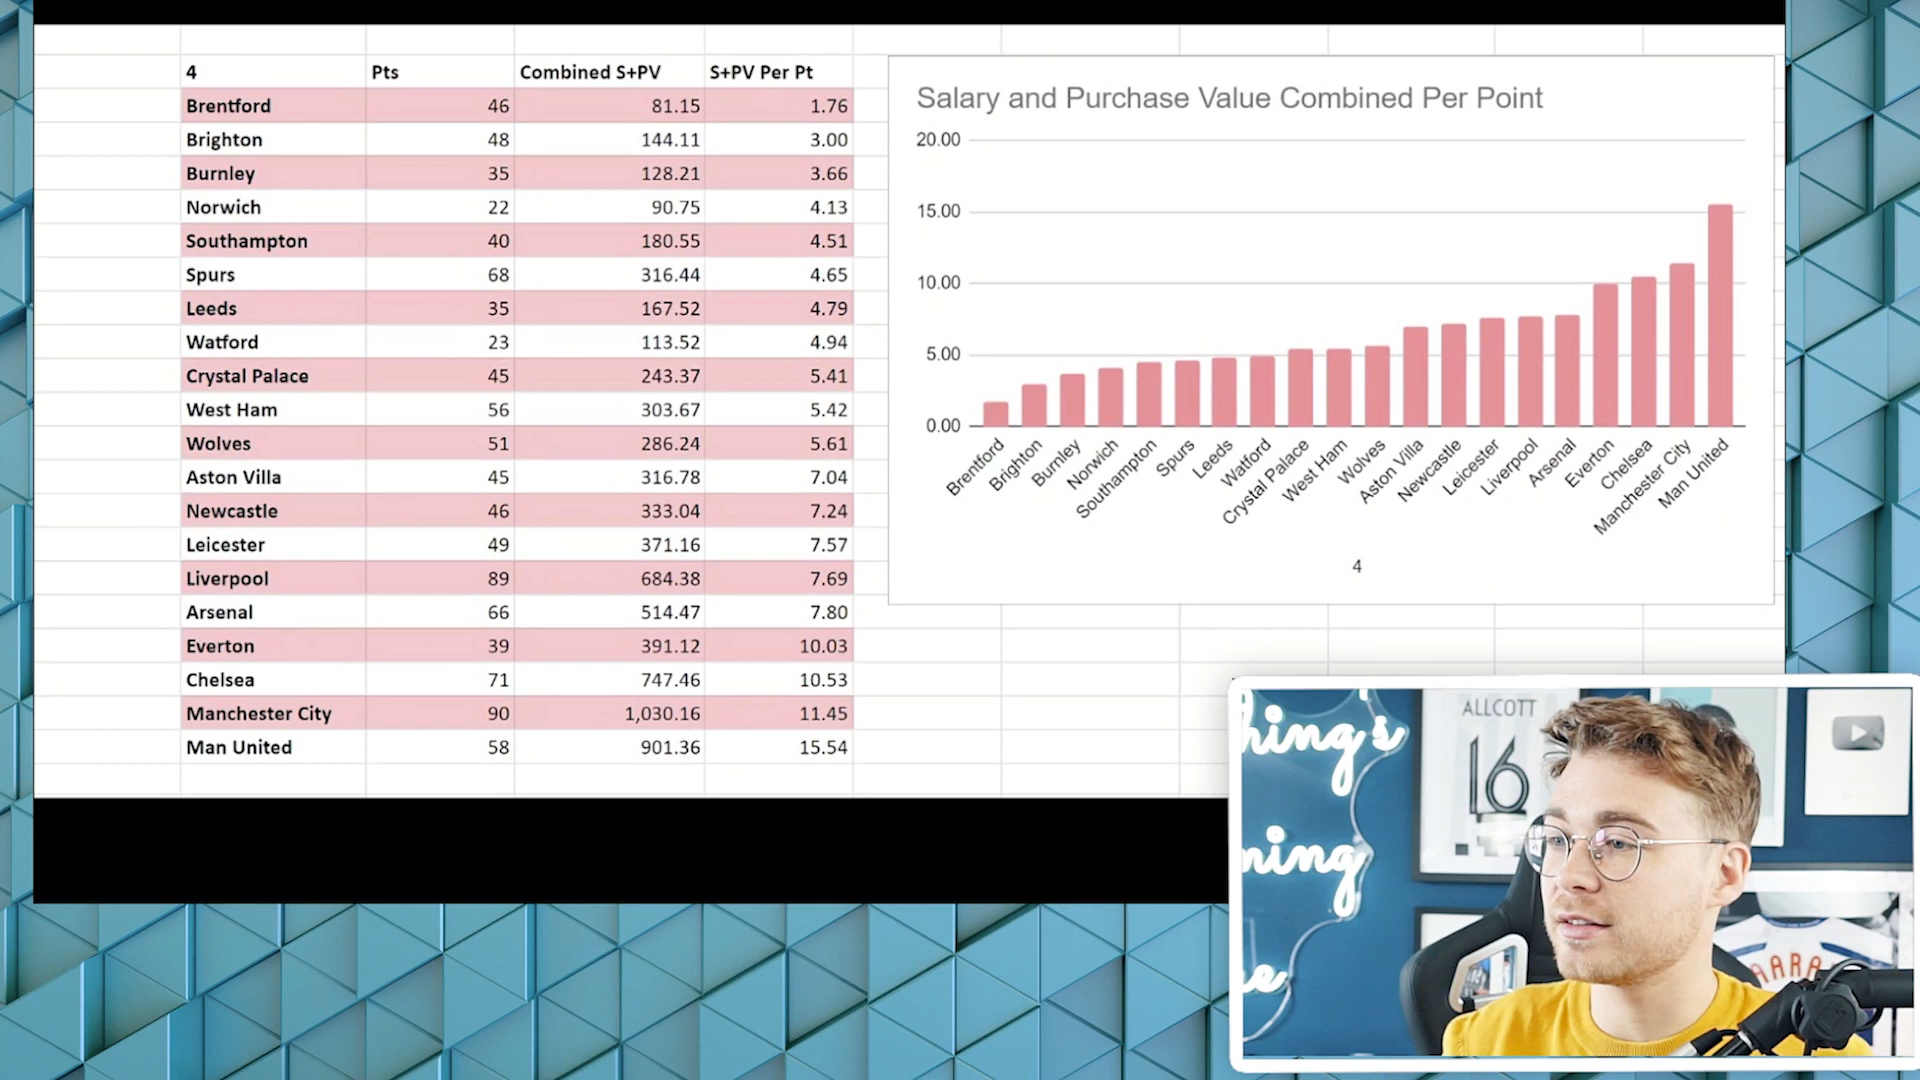 4 Pts Combined S+PV S+PV Per Pt
Brentford 46 81.15 1.76
Brighton 48 144.11 3.00
Burnley 35 128.21 3.66
Norwich 22 90.75 4.13
Southampton 40 180.55 4.51
Spurs 68 316.44 4.65
Leeds 35 167.52 4.79
Watford 23 113.52 4.94
Crystal Palace 45 243.37 5.41
West Ham 56 303.67 5.42
Wolves 51 286.24 5.61
Aston Villa 45 316.78 7.04
Newcastle 46 333.04 7.24
Leicester 49 371.16 7.57
Liverpool 89 684.38 7.69
Arsenal 66 514.47 7.80
Everton 39 391.12 10.03
Chelsea 71 747.46 10.53
Manchester City 90 1,030.16 11.45
Man United 58 901.36 15.54
Salary and Purchase Value Combined Per Point
20.00
15.00
10.00
5.00
0.00
Brentford
Brighton
Burnley
Norwich
Southampton
Spurs
Leeds
Watford
Crystal Palace
West Ham
Wolves
Aston Villa
Newcastle
Leicester
Liverpool
Arsenal
Everton
Chelsea
Manchester City
Man United
4
hing's
ning
ALLCOTT
16